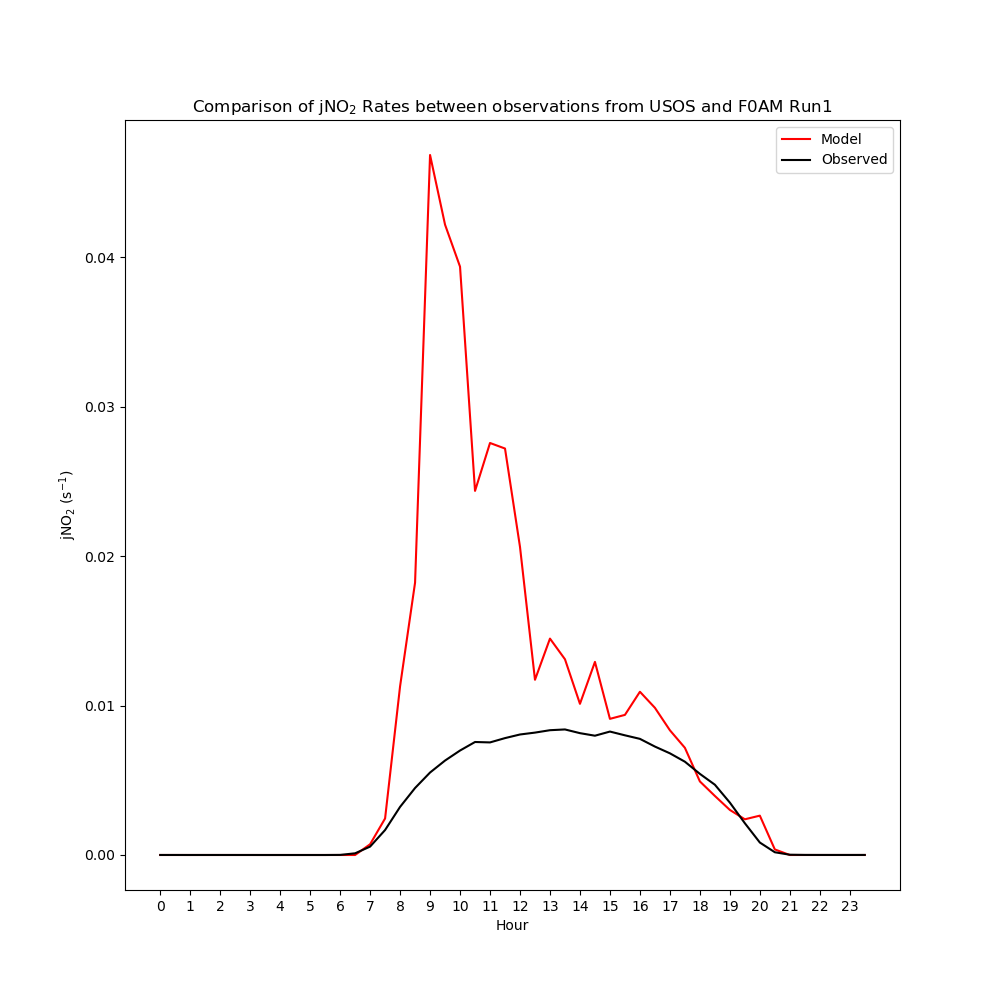 Comparison of jNO₂ Rates between observations from USOS and F0AM Run1
Model
Observed
0.04
0.03
0.02
0.01
0.00
jNO₂ (s⁻¹)
0 1 2 3 4 5 6 7 8 9 10 11 12 13 14 15 16 17 18 19 20 21 22 23
Hour